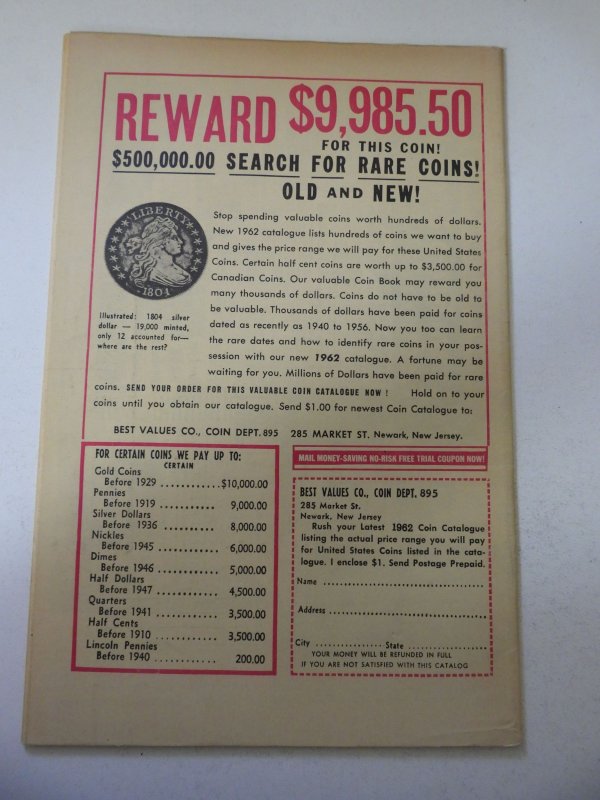 REWARD $9,985.50
FOR THIS COIN!
$500,000.00 SEARCH FOR RARE COINS!
OLD AND NEW!
LIBERTY
1804
Illustrated: 1804 silver
dollar — 19,000 minted,
only 12 accounted for—
where are the rest?
Stop spending valuable coins worth hundreds of dollars.
New 1962 catalogue lists hundreds of coins we want to buy
and gives the price range we will pay for these United States
Coins. Certain half cent coins are worth up to $3,500.00 for
Canadian Coins. Our valuable Coin Book may reward you
many thousands of dollars. Coins do not have to be old to
be valuable. Thousands of dollars have been paid for coins
dated as recently as 1940 to 1956. Now you too can learn
the rare dates and how to identify rare coins in your pos-
session with our new 1962 catalogue. A fortune may be
waiting for you. Millions of Dollars have been paid for rare
coins. SEND YOUR ORDER FOR THIS VALUABLE COIN CATALOGUE NOW ! Hold on to your
coins until you obtain our catalogue. Send $1.00 for newest Coin Catalogue to:
BEST VALUES CO., COIN DEPT. 895 285 MARKET ST. Newark, New Jersey.
FOR CERTAIN COINS WE PAY UP TO:
CERTAIN
Gold Coins
Before 1929 ............$10,000.00
Pennies
Before 1919 ............ 9,000.00
Silver Dollars
Before 1936 ............ 8,000.00
Nickles
Before 1945 ............ 6,000.00
Dimes
Before 1946 ............ 5,000.00
Half Dollars
Before 1947 ............ 4,500.00
Quarters
Before 1941 ............ 3,500.00
Half Cents
Before 1910 ............ 3,500.00
Lincoln Pennies
Before 1940 ............ 200.00
MAIL MONEY-SAVING NO-RISK FREE TRIAL COUPON NOW!
BEST VALUES CO., COIN DEPT. 895
285 Market St.
Newark, New Jersey
Rush your Latest 1962 Coin Catalogue
listing the actual price range you will pay
for United States Coins listed in the cata-
logue. I enclose $1. Send Postage Prepaid.
Name ........................................
Address ........................................
City ................ State ....................
YOUR MONEY WILL BE REFUNDED IN FULL
IF YOU ARE NOT SATISFIED WITH THIS CATALOG